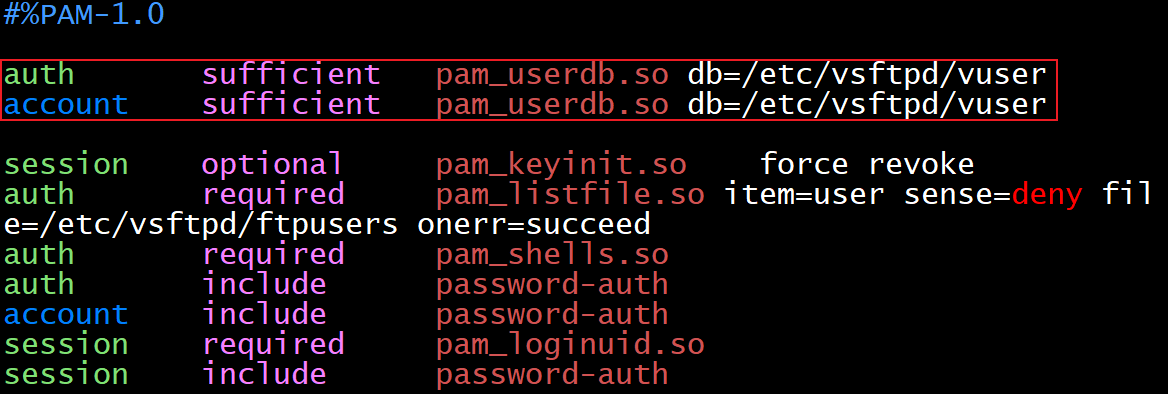 #%PAM-1.0
auth       sufficient   pam_userdb.so db=/etc/vsftpd/vuser
account    sufficient   pam_userdb.so db=/etc/vsftpd/vuser
session    optional     pam_keyinit.so    force revoke
auth       required     pam_listfile.so item=user sense=deny fil
e=/etc/vsftpd/ftpusers onerr=succeed
auth       required     pam_shells.so
auth       include      password-auth
account    include      password-auth
session    required     pam_loginuid.so
session    include      password-auth